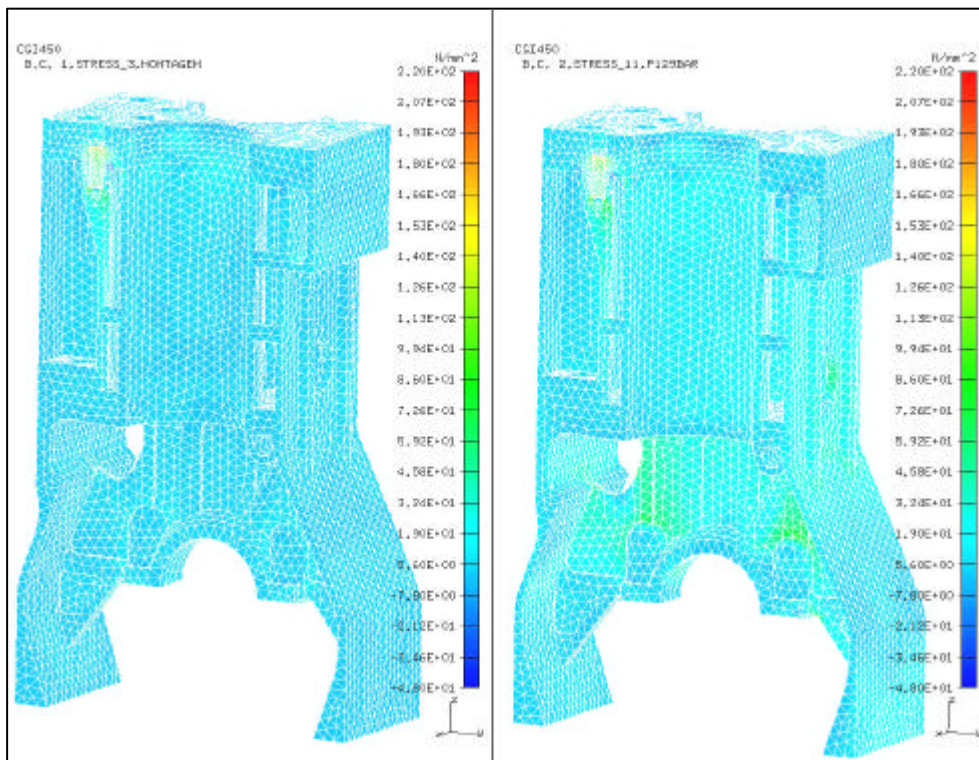 CGI450
B.C. 1,STRESS_3,MONTAGEM
N/mm^2
2.20E+02
2.07E+02
1.93E+02
1.80E+02
1.66E+02
1.53E+02
1.40E+02
1.26E+02
1.13E+02
9.94E+01
8.60E+01
7.26E+01
5.92E+01
4.58E+01
3.24E+01
1.90E+01
5.60E+00
-7.80E+00
-2.12E+01
-3.46E+01
-4.80E+01
Z
CGI450
B.C. 2,STRESS_11,P129BAR
N/mm^2
2.20E+02
2.07E+02
1.93E+02
1.80E+02
1.66E+02
1.53E+02
1.40E+02
1.26E+02
1.13E+02
9.94E+01
8.60E+01
7.26E+01
5.92E+01
4.58E+01
3.24E+01
1.90E+01
5.60E+00
-7.80E+00
-2.12E+01
-3.46E+01
-4.80E+01
Z